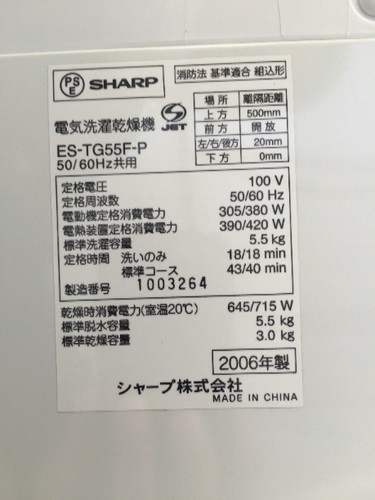 PS E SHARP
消防法 基準適合 組込形
電気洗濯乾燥機 JET
ES-TG55F-P
50/60Hz共用
場所 離隔距離
上方 500mm
前方 開放
左/右/後方 20mm
下方 0mm
定格電圧 100 V
定格周波数 50/60 Hz
電動機定格消費電力 305/380 W
電熱装置定格消費電力 390/420 W
標準洗濯容量 5.5 kg
定格時間 洗いのみ 18/18 min
標準コース 43/40 min
製造番号 1003264
乾燥時消費電力(室温20℃) 645/715 W
標準脱水容量 5.5 kg
標準乾燥容量 3.0 kg
2006年製
シャープ株式会社
MADE IN CHINA